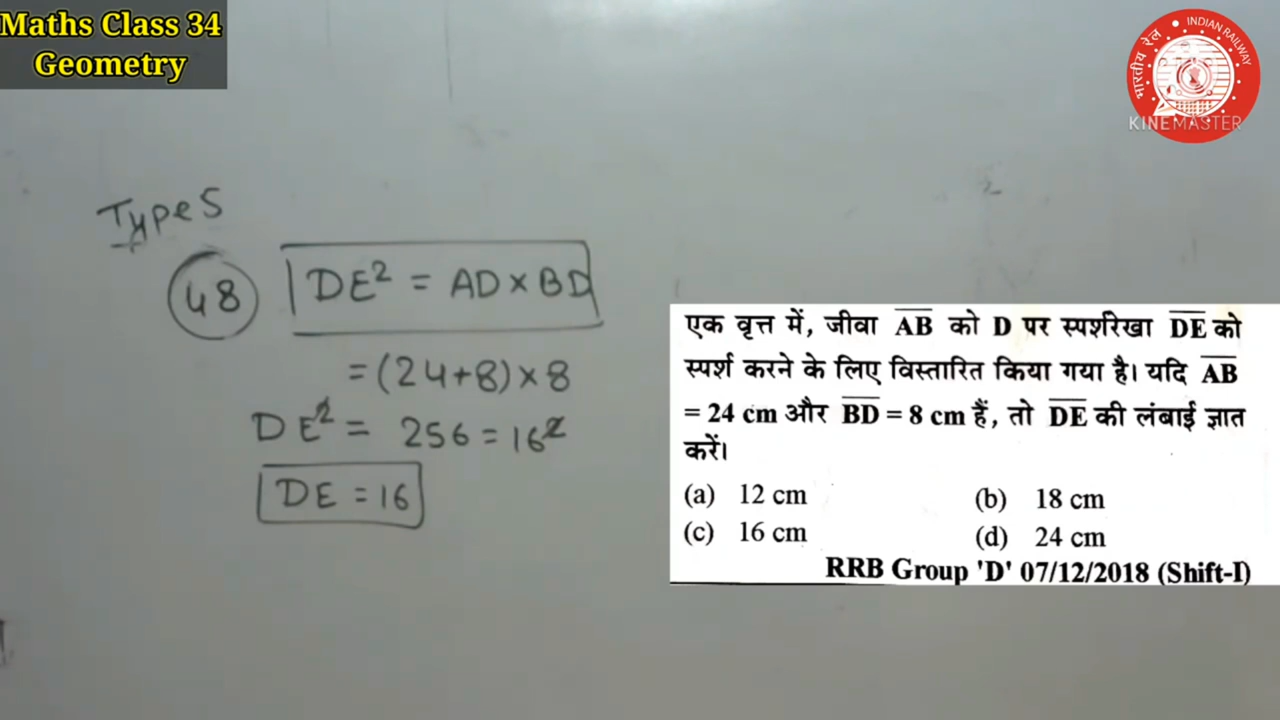 Maths Class 34
Geometry
भारतीय रेल
INDIAN RAILWAY
KINEMASTER
Type 5
48 DE² = AD × BD
= (24+8) × 8
DE² = 256 = 16²
DE = 16
एक वृत्त में, जीवा AB को D पर स्पर्शरेखा DE को
स्पर्श करने के लिए विस्तारित किया गया है। यदि AB
= 24 cm और BD = 8 cm हैं, तो DE की लंबाई ज्ञात
करें।
(a) 12 cm (b) 18 cm
(c) 16 cm (d) 24 cm
RRB Group 'D' 07/12/2018 (Shift-I)